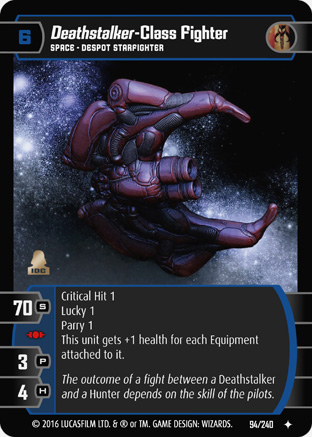 6
Deathstalker-Class Fighter
SPACE - DESPOT STARFIGHTER
IDC
70 S
3 P
4 H
Critical Hit 1
Lucky 1
Parry 1
This unit gets +1 health for each Equipment
attached to it.
The outcome of a fight between a Deathstalker
and a Hunter depends on the skill of the pilots.
© 2016 LUCASFILM LTD. & ® or TM. GAME DESIGN: WIZARDS.
94/240